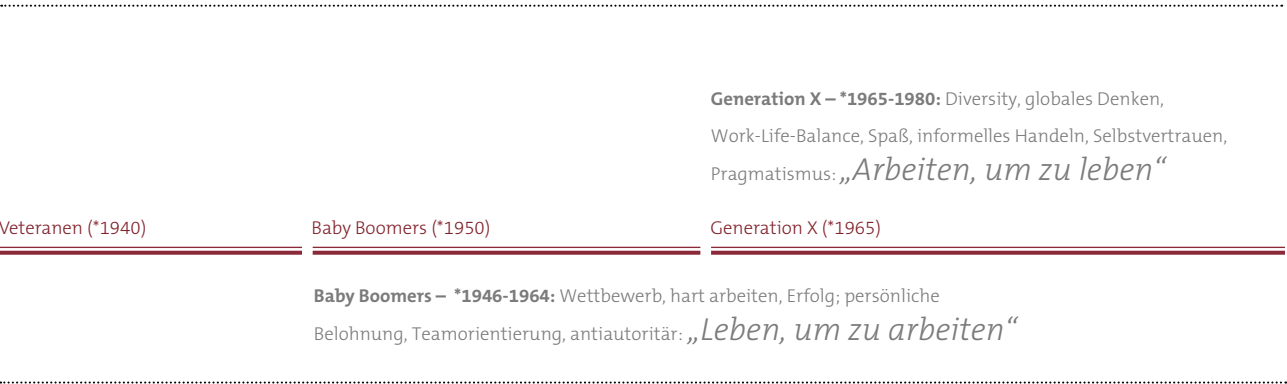 Generation X – *1965-1980: Diversity, globales Denken,
Work-Life-Balance, Spaß, informelles Handeln, Selbstvertrauen,
Pragmatismus: „Arbeiten, um zu leben“
Veteranen (*1940)
Baby Boomers (*1950)
Generation X (*1965)
Baby Boomers – *1946-1964: Wettbewerb, hart arbeiten, Erfolg; persönliche
Belohnung, Teamorientierung, antiautoritär: „Leben, um zu arbeiten“